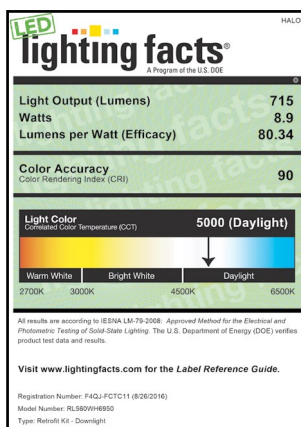 HALO
LED
lighting facts®
A Program of the U.S. DOE
Light Output (Lumens) 715
Watts 8.9
Lumens per Watt (Efficacy) 80.34
Color Accuracy 90
Color Rendering Index (CRI)
Light Color 5000 (Daylight)
Correlated Color Temperature (CCT)
Warm White Bright White Daylight
2700K 3000K 4500K 6500K
All results are according to IESNA LM-79-2008: Approved Method for the Electrical and
Photometric Testing of Solid-State Lighting. The U.S. Department of Energy (DOE) verifies
product test data and results.
Visit www.lightingfacts.com for the Label Reference Guide.
Registration Number: F4QJ-FCTC11 (8/26/2016)
Model Number: RL560WH6950
Type: Retrofit Kit - Downlight